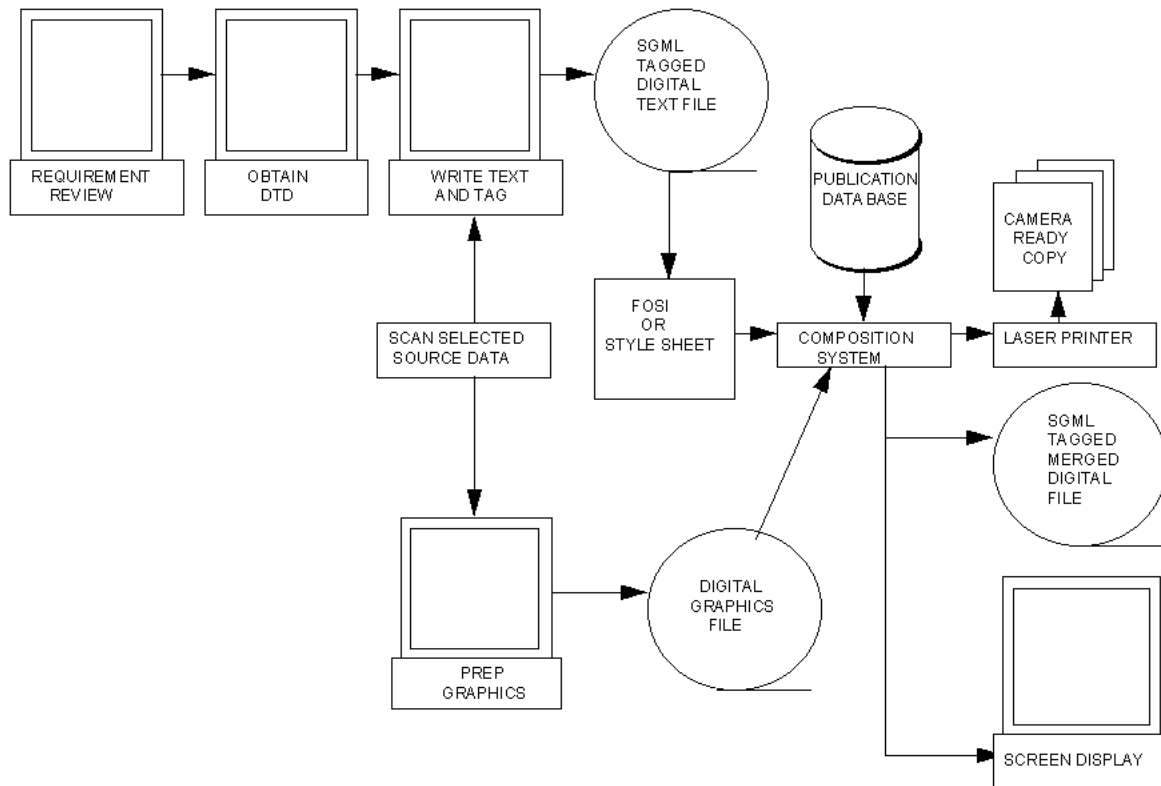 SGML
TAGGED
DIGITAL
TEXT FILE
REQUIREMENT
REVIEW
OBTAIN
DTD
WRITE TEXT
AND TAG
PUBLICATION
DATA BASE
CAMERA
READY
COPY
SCAN SELECTED
SOURCE DATA
FOSI
OR
STYLE SHEET
COMPOSITION
SYSTEM
LASER PRINTER
SGML
TAGGED
MERGED
DIGITAL
FILE
DIGITAL
GRAPHICS
FILE
PREP
GRAPHICS
SCREEN DISPLAY